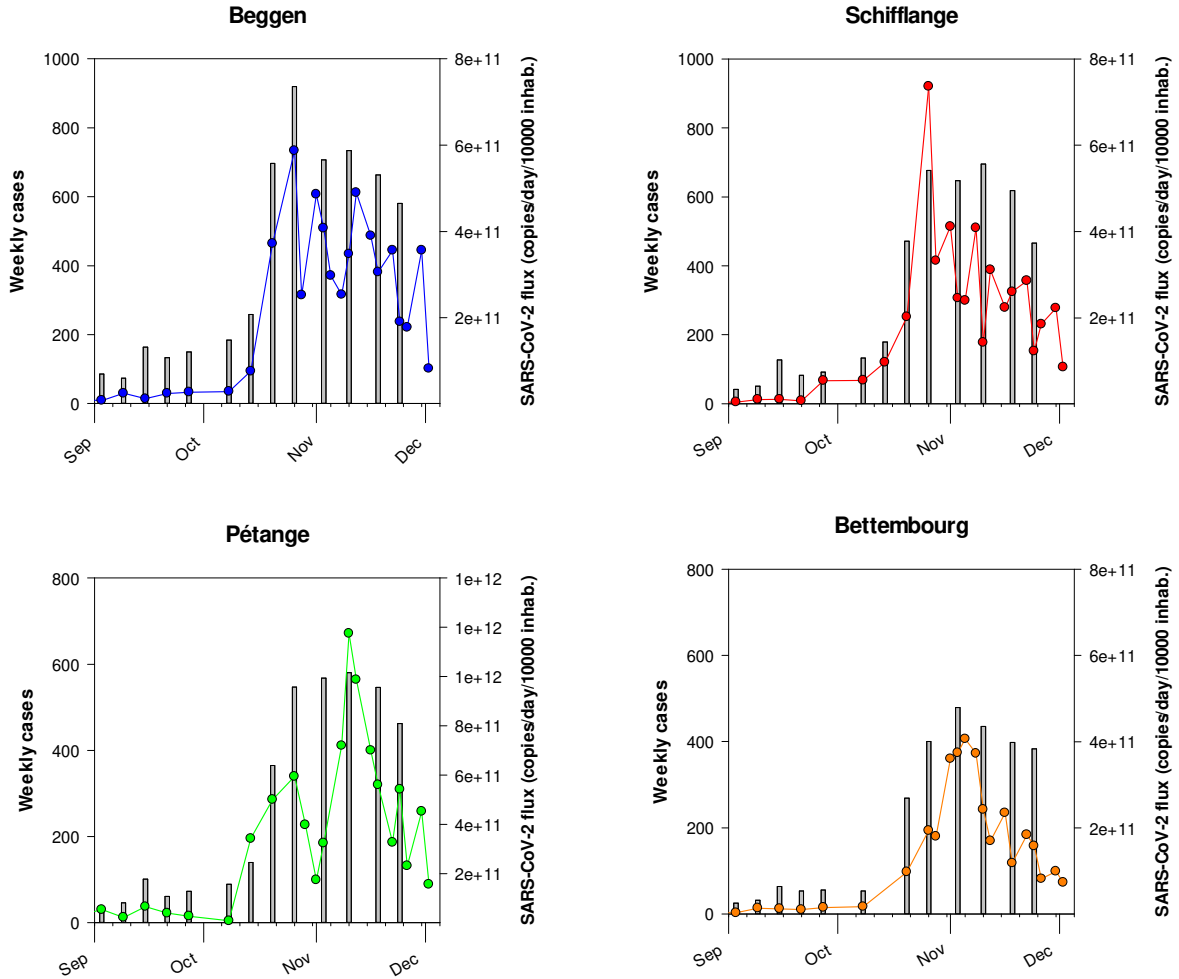 Beggen
1000
800
600
400
200
0
Weekly cases
8e+11
6e+11
4e+11
2e+11
SARS-CoV-2 flux (copies/day/10000 inhab.)
Sep
Oct
Nov
Dec
Schifflange
1000
800
600
400
200
0
Weekly cases
8e+11
6e+11
4e+11
2e+11
SARS-CoV-2 flux (copies/day/10000 inhab.)
Sep
Oct
Nov
Dec
Pétange
800
600
400
200
0
Weekly cases
1e+12
1e+12
1e+12
8e+11
6e+11
4e+11
2e+11
SARS-CoV-2 flux (copies/day/10000 inhab.)
Sep
Oct
Nov
Dec
Bettembourg
800
600
400
200
0
Weekly cases
8e+11
6e+11
4e+11
2e+11
SARS-CoV-2 flux (copies/day/10000 inhab.)
Sep
Oct
Nov
Dec